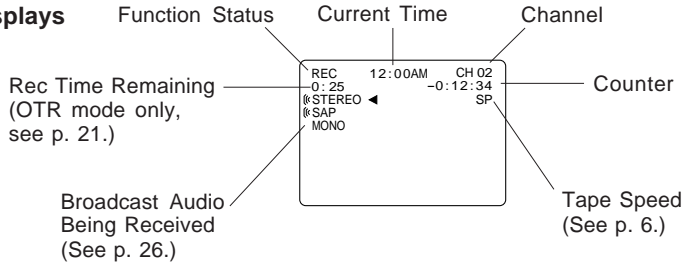 splays
Function Status
Current Time
Channel
REC 12:00AM CH 02
0:25 -0:12:34
STEREO ◄ SP
SAP
MONO
Rec Time Remaining
(OTR mode only,
see p. 21.)
Counter
Broadcast Audio
Being Received
(See p. 26.)
Tape Speed
(See p. 6.)